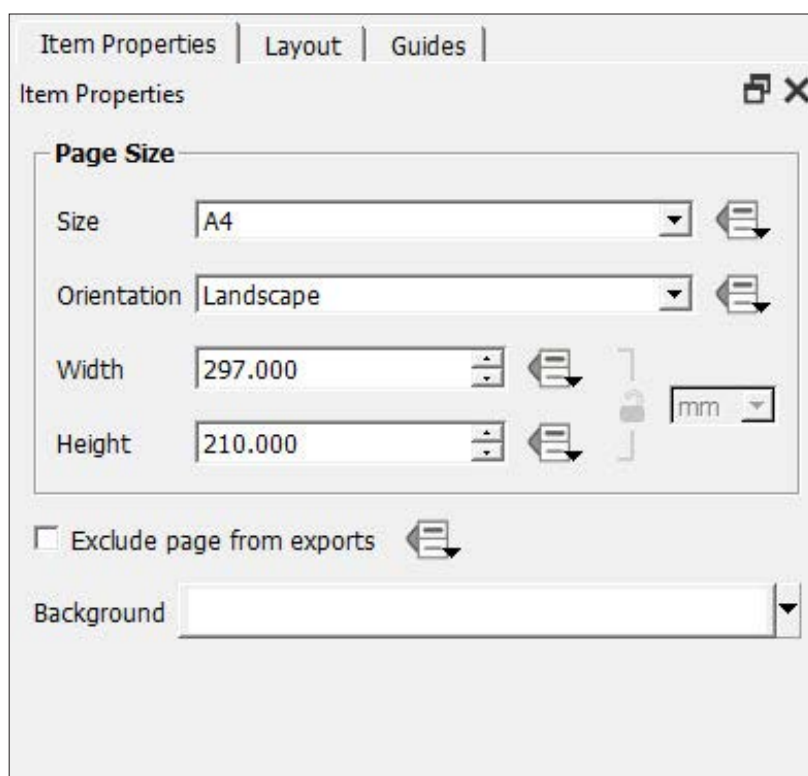 Item Properties Layout Guides
Item Properties
Page Size
Size A4
Orientation Landscape
Width 297.000
mm
Height 210.000
Exclude page from exports
Background